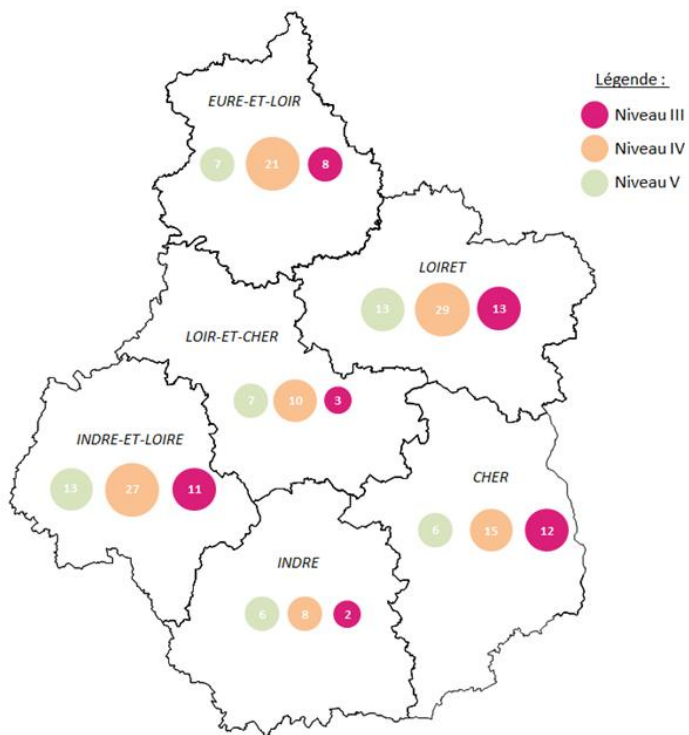 Légende :
Niveau III
Niveau IV
Niveau V
EURE-ET-LOIR
7 21 8
LOIRET
13 29 13
LOIR-ET-CHER
7 10 3
INDRE-ET-LOIRE
13 27 11
CHER
6 15 12
INDRE
6 8 2